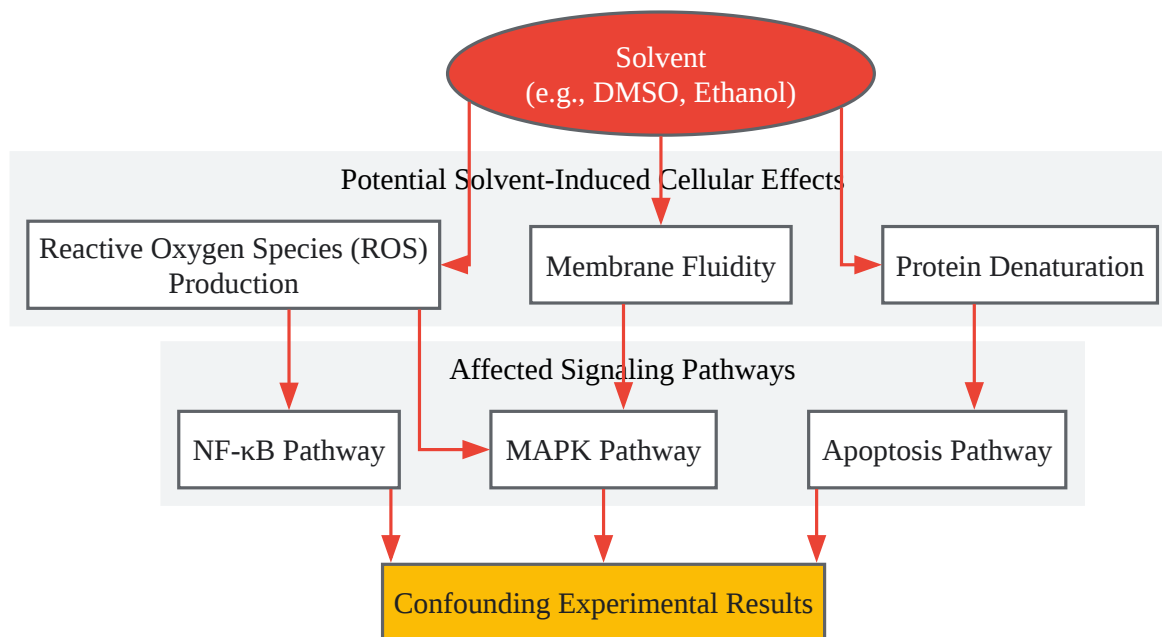 Solvent
(e.g., DMSO, Ethanol)
Potential Solvent-Induced Cellular Effects
Reactive Oxygen Species (ROS)
Production
Membrane Fluidity
Protein Denaturation
Affected Signaling Pathways
NF-κB Pathway
MAPK Pathway
Apoptosis Pathway
Confounding Experimental Results